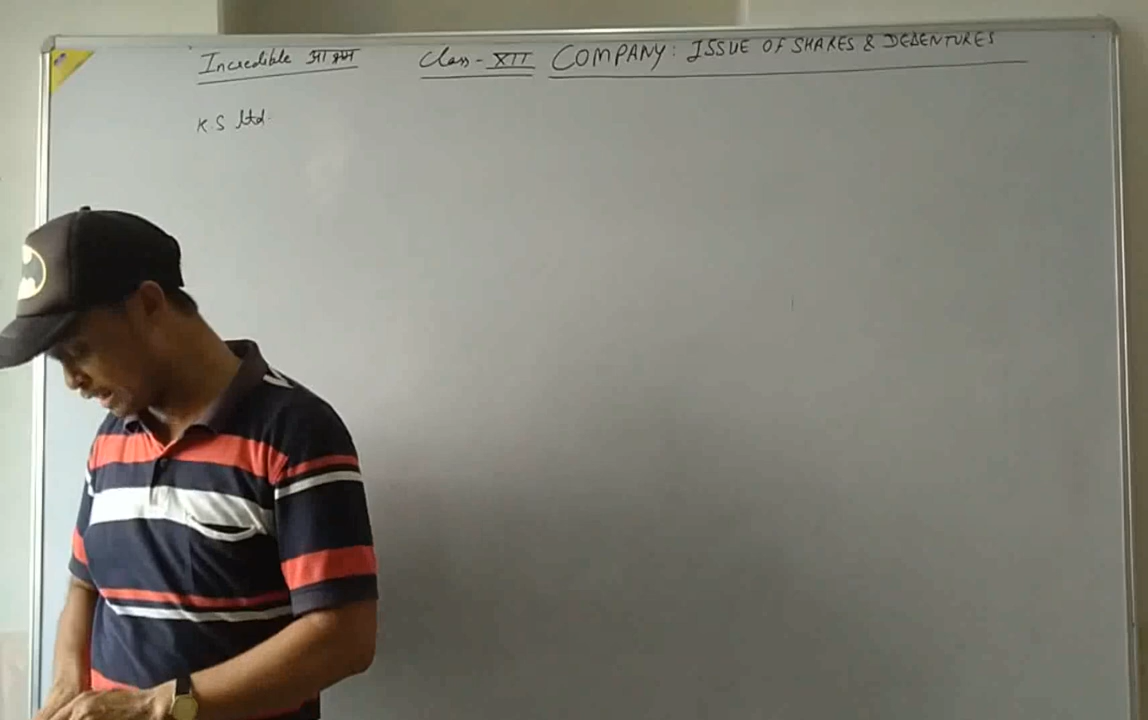 Incredible आश्रम Class - XII COMPANY: ISSUE OF SHARES & DEBENTURES
K.S ltd.